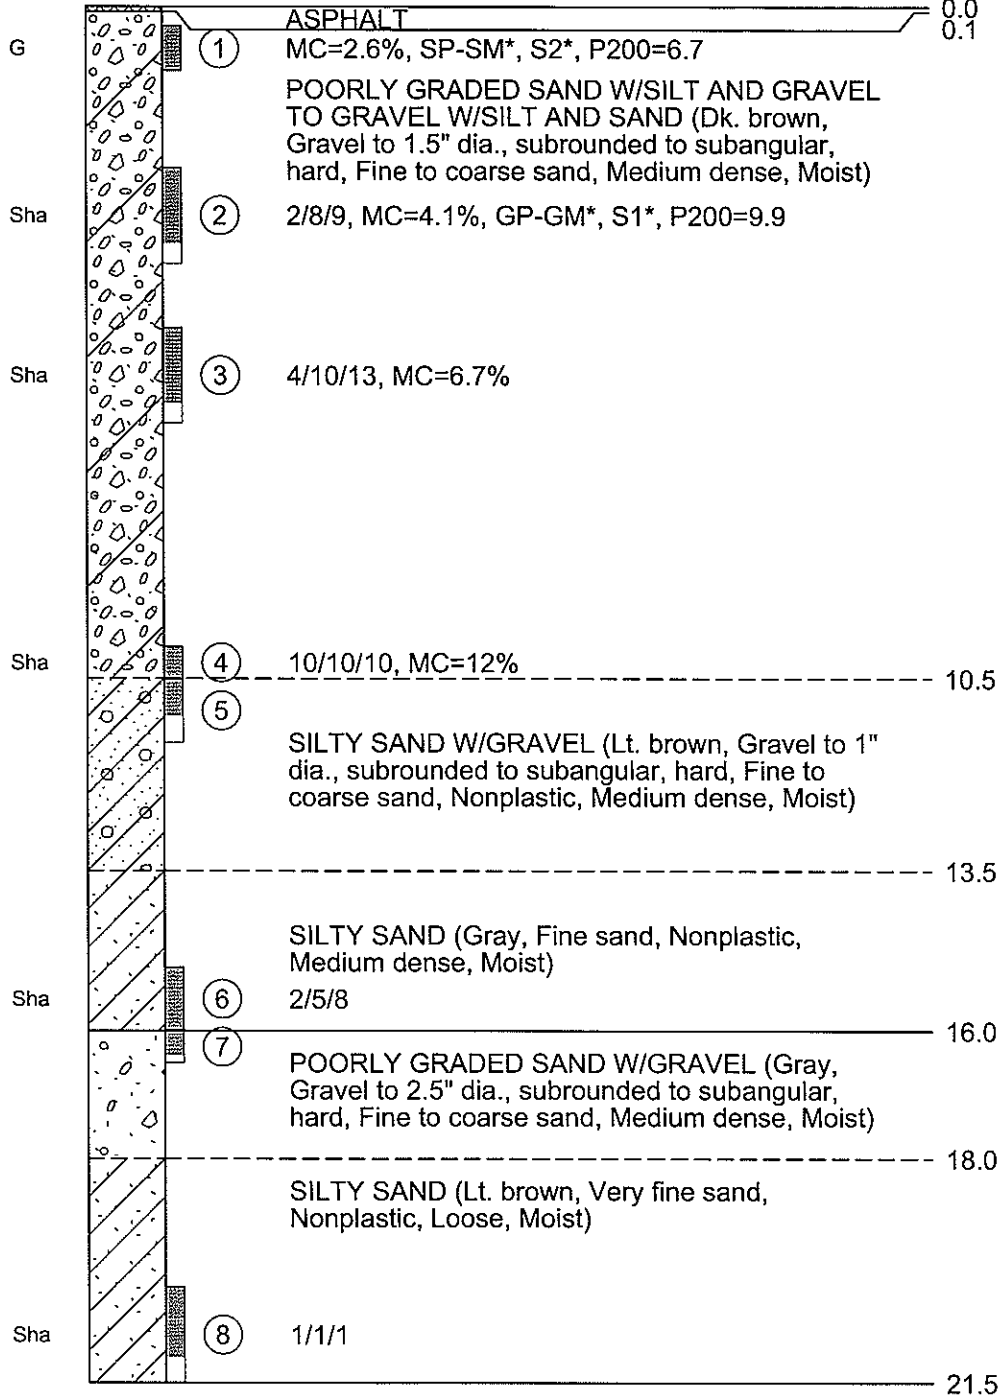 ASPHALT
0.0
0.1
G
1
MC=2.6%, SP-SM*, S2*, P200=6.7
POORLY GRADED SAND W/SILT AND GRAVEL
TO GRAVEL W/SILT AND SAND (Dk. brown,
Gravel to 1.5" dia., subrounded to subangular,
hard, Fine to coarse sand, Medium dense, Moist)
Sha
2
2/8/9, MC=4.1%, GP-GM*, S1*, P200=9.9
Sha
3
4/10/13, MC=6.7%
Sha
4
10/10/10, MC=12%
10.5
5
SILTY SAND W/GRAVEL (Lt. brown, Gravel to 1"
dia., subrounded to subangular, hard, Fine to
coarse sand, Nonplastic, Medium dense, Moist)
13.5
SILTY SAND (Gray, Fine sand, Nonplastic,
Medium dense, Moist)
Sha
6
2/5/8
16.0
7
POORLY GRADED SAND W/GRAVEL (Gray,
Gravel to 2.5" dia., subrounded to subangular,
hard, Fine to coarse sand, Medium dense, Moist)
18.0
SILTY SAND (Lt. brown, Very fine sand,
Nonplastic, Loose, Moist)
Sha
8
1/1/1
21.5